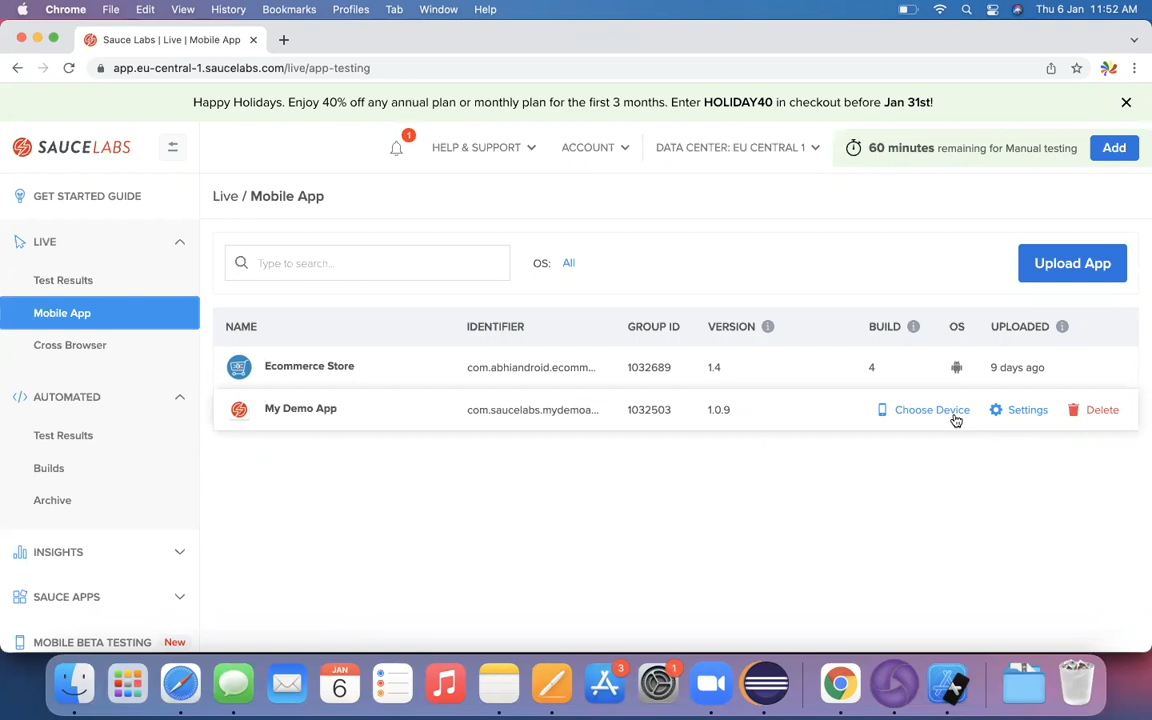 Chrome File Edit View History Bookmarks Profiles Tab Window Help Thu 6 Jan 11:52 AM
Sauce Labs | Live | Mobile App
app.eu-central-1.saucelabs.com/live/app-testing
Happy Holidays. Enjoy 40% off any annual plan or monthly plan for the first 3 months. Enter HOLIDAY40 in checkout before Jan 31st!
SAUCELABS 1 HELP & SUPPORT ACCOUNT DATA CENTER: EU CENTRAL 1 60 minutes remaining for Manual testing Add
GET STARTED GUIDE
Live / Mobile App
LIVE
Type to search...
OS: All
Upload App
Test Results
Mobile App
Cross Browser
NAME IDENTIFIER GROUP ID VERSION BUILD OS UPLOADED
Ecommerce Store com.abhiandroid.ecomm... 1032689 1.4 4 9 days ago
My Demo App com.saucelabs.mydemoa... 1032503 1.0.9 Choose Device Settings Delete
AUTOMATED
Test Results
Builds
Archive
INSIGHTS
SAUCE APPS
MOBILE BETA TESTING New
JAN
6
3
1